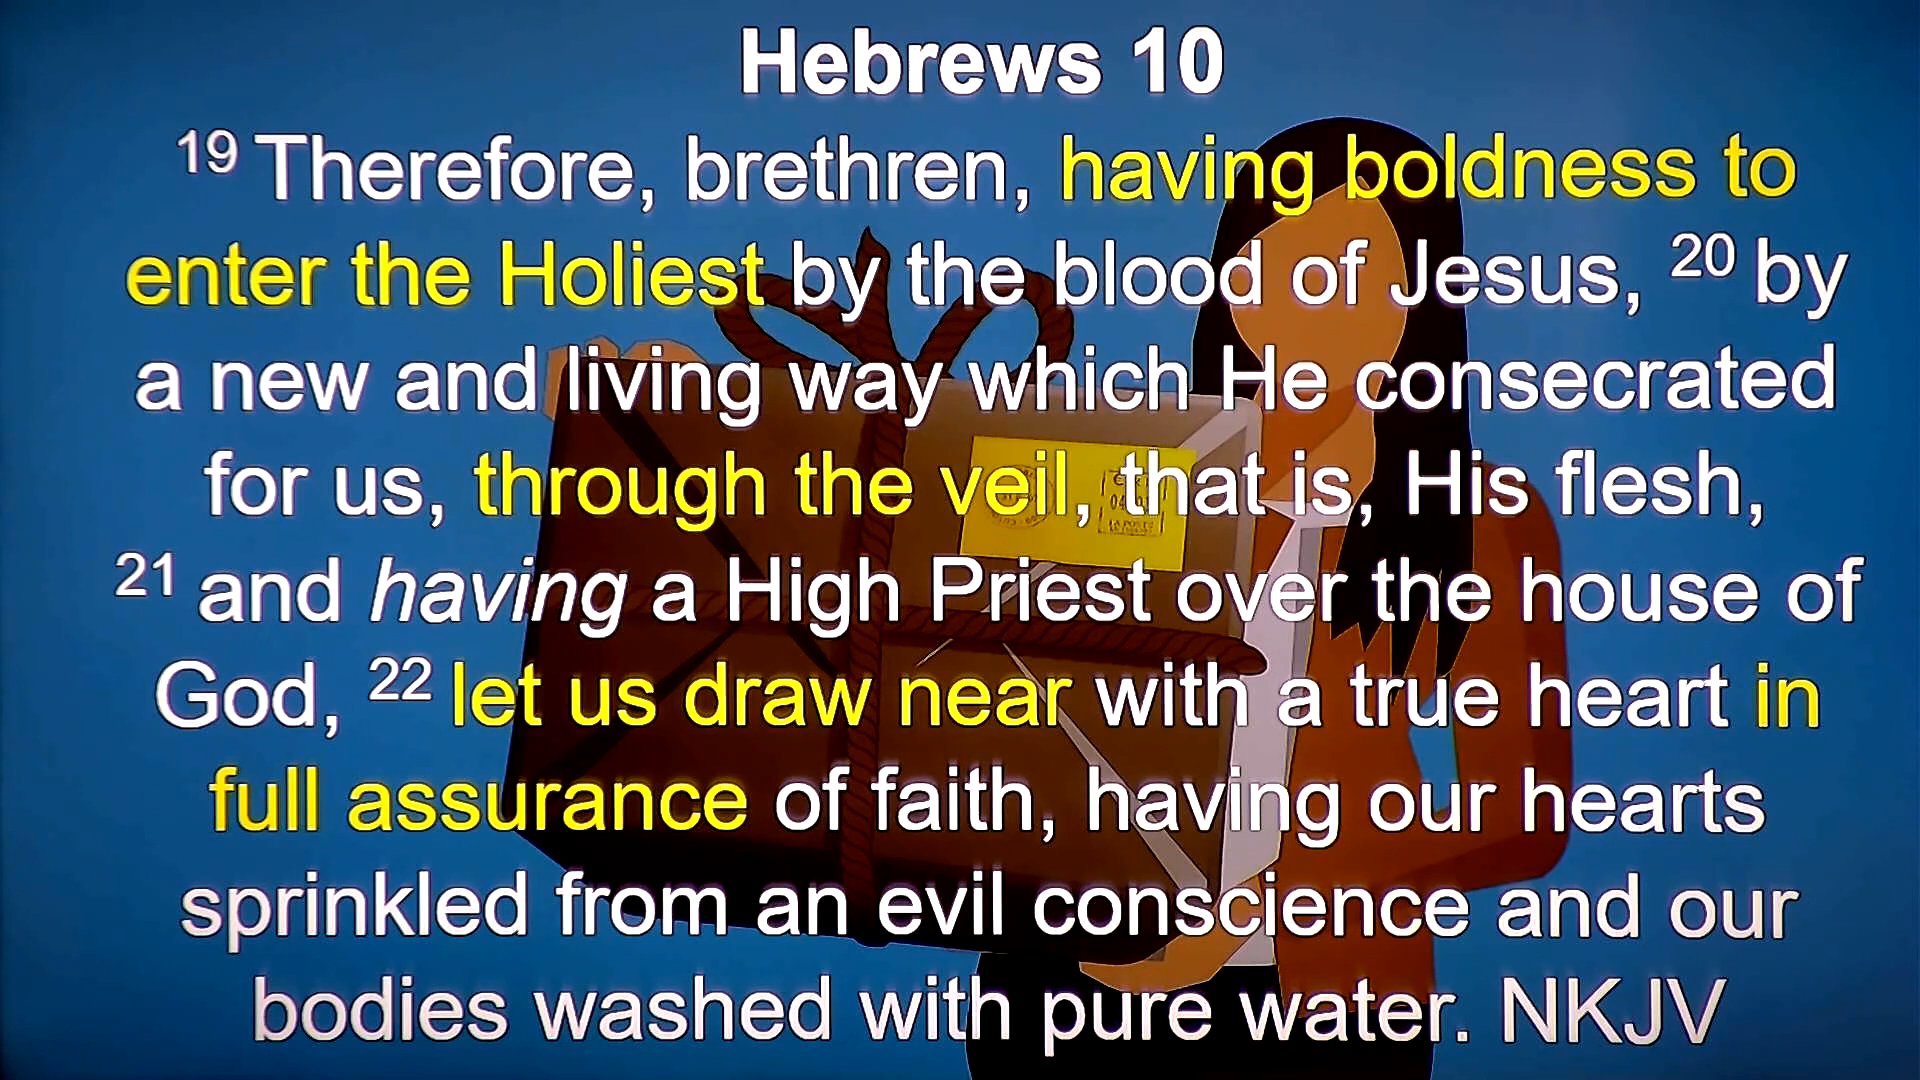 Hebrews 10
19 Therefore, brethren, having boldness to
enter the Holiest by the blood of Jesus, 20 by
a new and living way which He consecrated
for us, through the veil, that is, His flesh,
21 and having a High Priest over the house of
God, 22 let us draw near with a true heart in
full assurance of faith, having our hearts
sprinkled from an evil conscience and our
bodies washed with pure water. NKJV